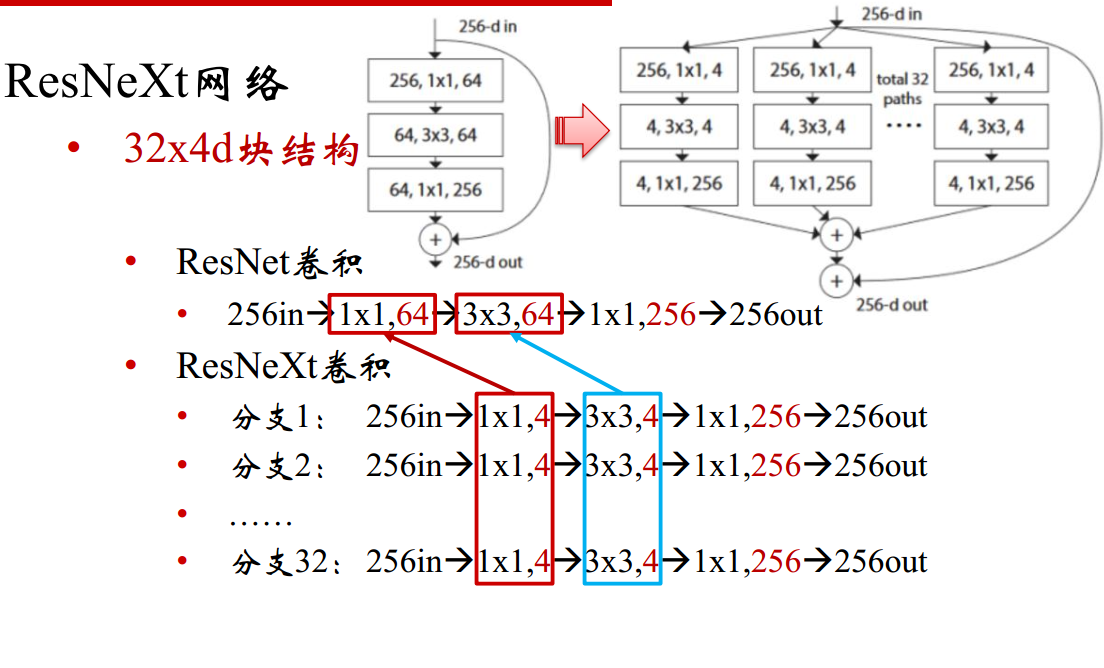 ResNeXt网络
• 32x4d块结构
256-d in
256, 1x1, 64
64, 3x3, 64
64, 1x1, 256
+
256-d out
256-d in
256, 1x1, 4
256, 1x1, 4
total 32
paths
....
256, 1x1, 4
4, 3x3, 4
4, 3x3, 4
4, 3x3, 4
4, 1x1, 256
4, 1x1, 256
4, 1x1, 256
+
+
256-d out
• ResNet卷积
• 256in→1x1,64→3x3,64→1x1,256→256out
• ResNeXt卷积
• 分支1： 256in→1x1,4→3x3,4→1x1,256→256out
• 分支2： 256in→1x1,4→3x3,4→1x1,256→256out
• ……
• 分支32： 256in→1x1,4→3x3,4→1x1,256→256out